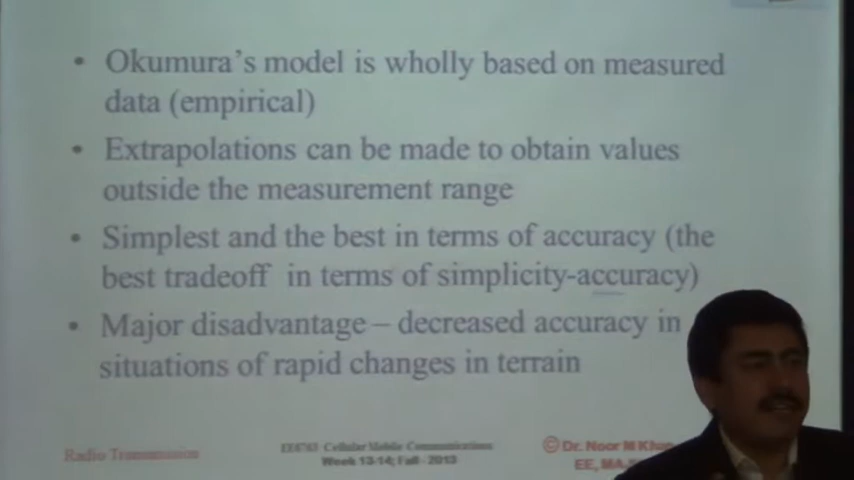 • Okumura's model is wholly based on measured
data (empirical)
• Extrapolations can be made to obtain values
outside the measurement range
• Simplest and the best in terms of accuracy (the
best tradeoff in terms of simplicity-accuracy)
• Major disadvantage – decreased accuracy in
situations of rapid changes in terrain
Radio Transmission
EE6763 Cellular Mobile Communications
Week 13-14; Fall - 2013
© Dr. Noor M Khan
EE, MA